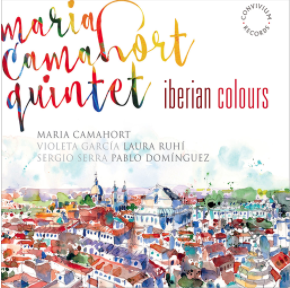 maria
camahort
quintet
iberian colours
CONVIVIUM
RECORDS
MARIA CAMAHORT
VIOLETA GARCÍA LAURA RUHÍ
SERGIO SERRA PABLO DOMÍNGUEZ